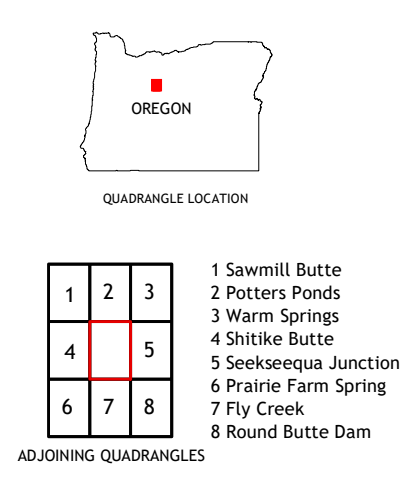 OREGON
QUADRANGLE LOCATION
1 2 3
4 5
6 7 8
ADJOINING QUADRANGLES
1 Sawmill Butte
2 Potters Ponds
3 Warm Springs
4 Shitike Butte
5 Seekseequa Junction
6 Prairie Farm Spring
7 Fly Creek
8 Round Butte Dam